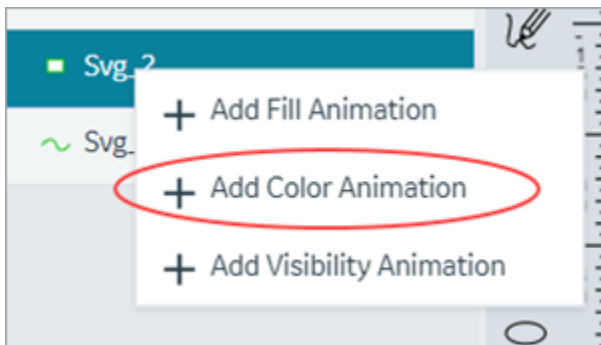 Svg_2
+ Add Fill Animation
Svg_
+ Add Color Animation
+ Add Visibility Animation